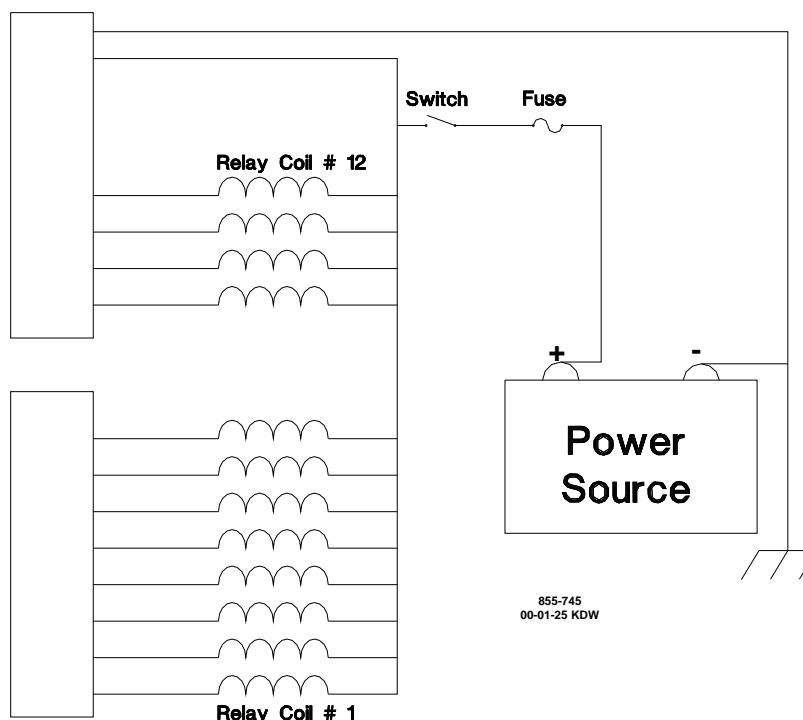 Switch
Fuse
Relay Coil # 12
+
-
Power
Source
855-745
00-01-25 KDW
Relay Coil # 1